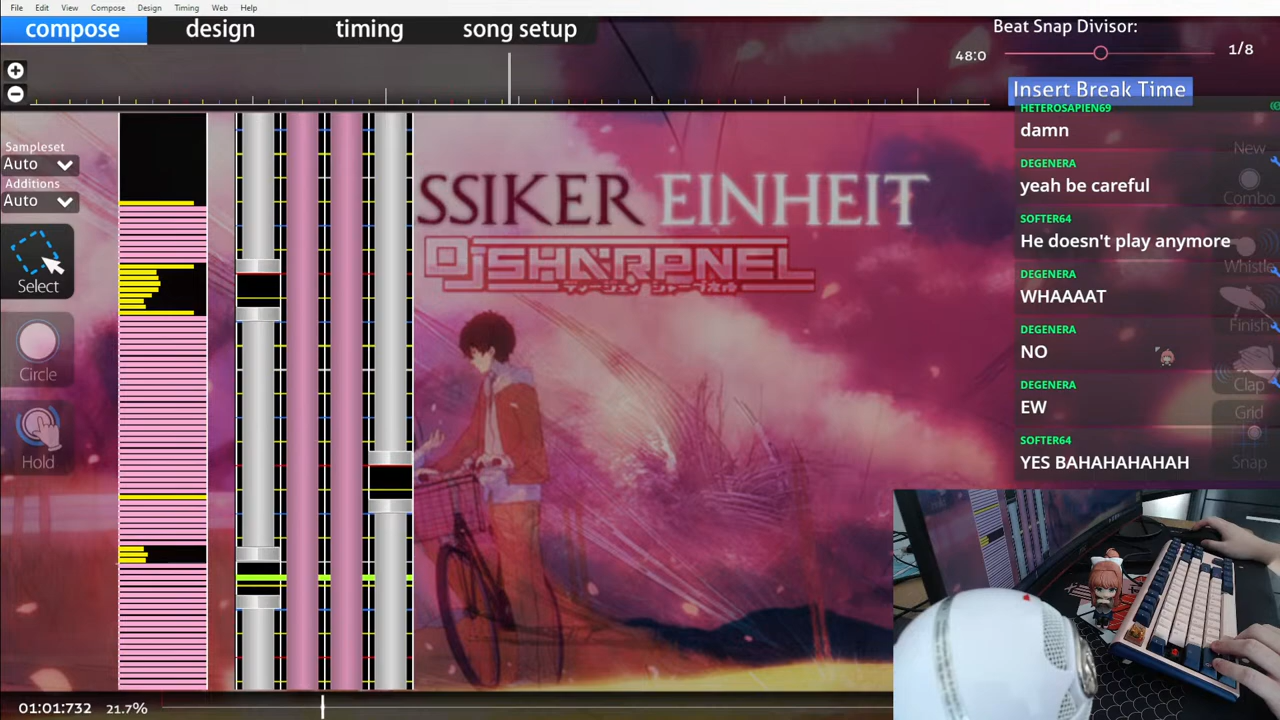 File Edit View Compose Design Timing Web Help
compose design timing song setup
Beat Snap Divisor:
48:0
1/8
Insert Break Time
Sampleset
Auto
Additions
Auto
Select
Circle
Hold
SSIKER EINHEIT
DJSHARPNEL
HETEROSAPIEN69
damn
DEGENERA
yeah be careful
SOFTER64
He doesn't play anymore
DEGENERA
WHAAAAT
DEGENERA
NO
DEGENERA
EW
SOFTER64
YES BAHAHAHAHAH
New
Combo
Whistle
Finish
Clap
Grid
Snap
01:01:732 21.7%